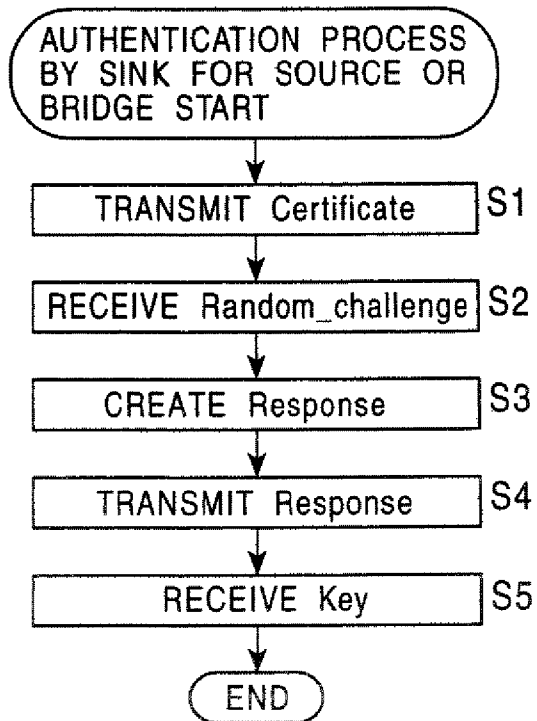 AUTHENTICATION PROCESS
BY SINK FOR SOURCE OR
BRIDGE START
TRANSMIT Certificate S1
RECEIVE Random_challenge S2
CREATE Response S3
TRANSMIT Response S4
RECEIVE Key S5
END